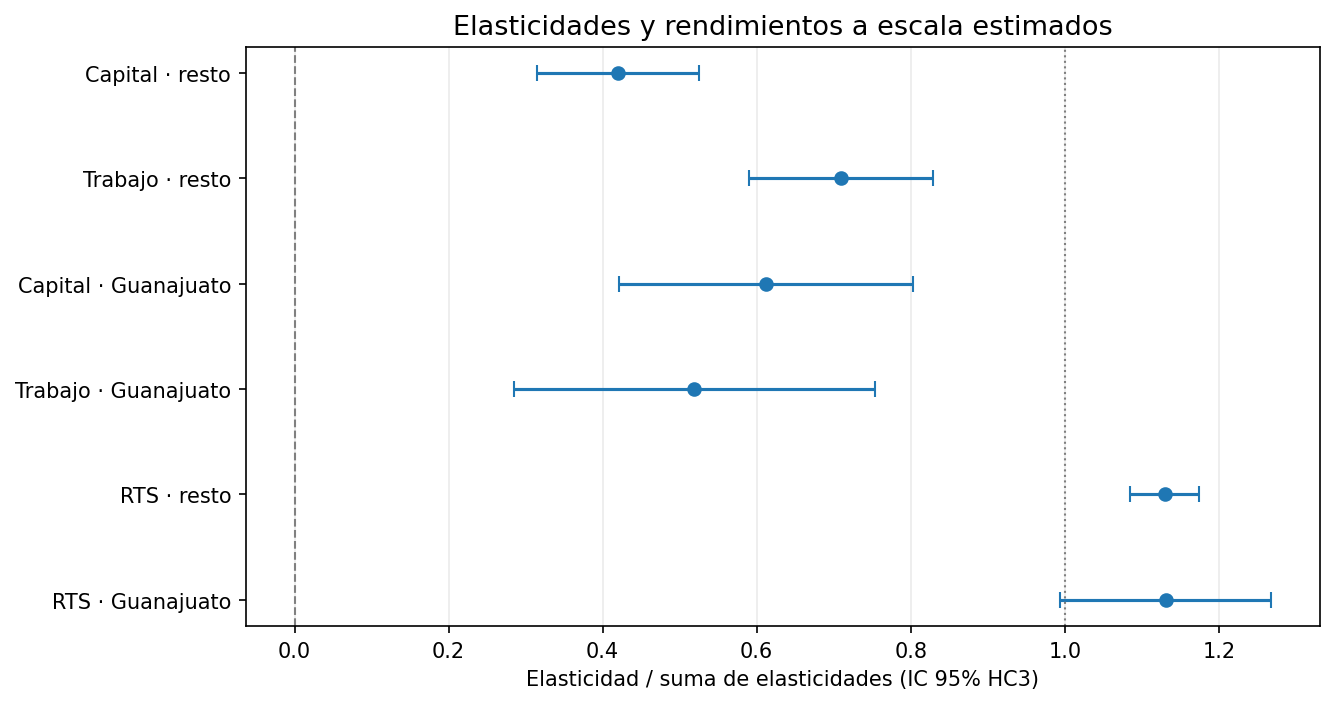 Elasticidades y rendimientos a escala estimados
Capital · resto
Trabajo · resto
Capital · Guanajuato
Trabajo · Guanajuato
RTS · resto
RTS · Guanajuato
0.0 0.2 0.4 0.6 0.8 1.0 1.2
Elasticidad / suma de elasticidades (IC 95% HC3)